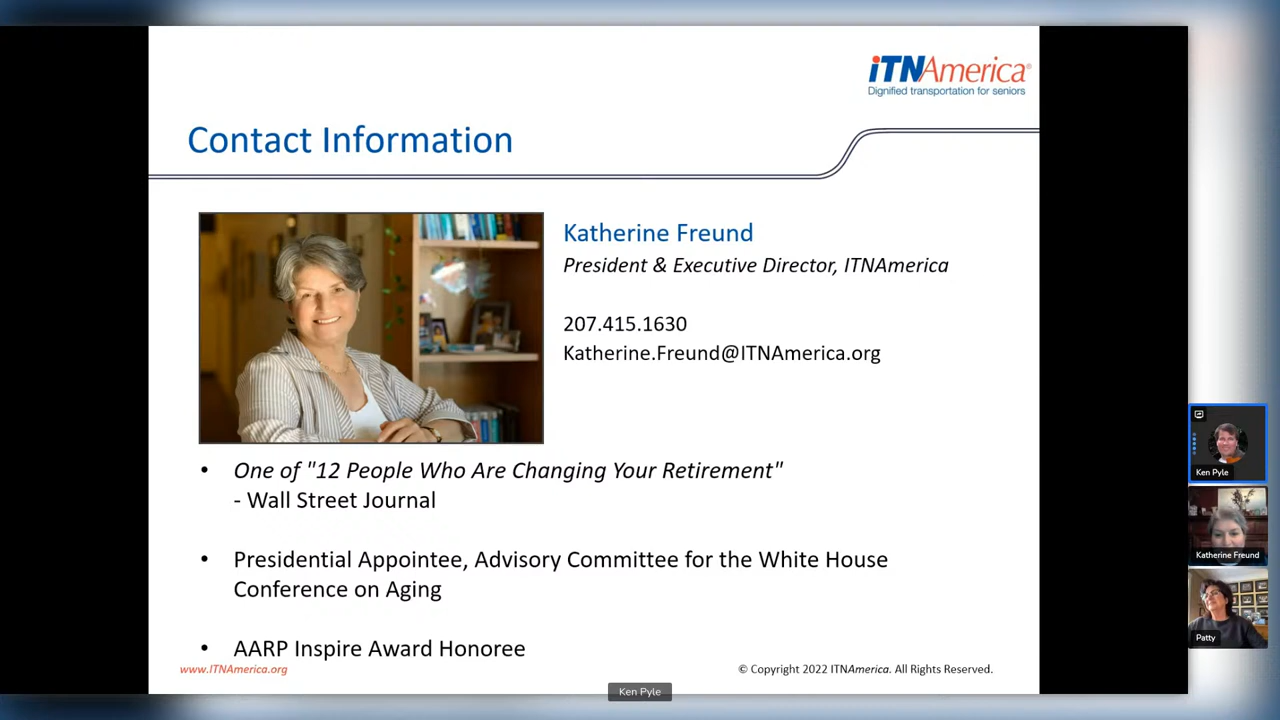 iTNAmerica®
Dignified transportation for seniors
Contact Information
Katherine Freund
President & Executive Director, ITNAmerica
207.415.1630
Katherine.Freund@ITNAmerica.org
• One of "12 People Who Are Changing Your Retirement"
- Wall Street Journal
• Presidential Appointee, Advisory Committee for the White House
Conference on Aging
• AARP Inspire Award Honoree
www.ITNAmerica.org
© Copyright 2022 ITNAmerica. All Rights Reserved.
Ken Pyle
Katherine Freund
Patty
Ken Pyle